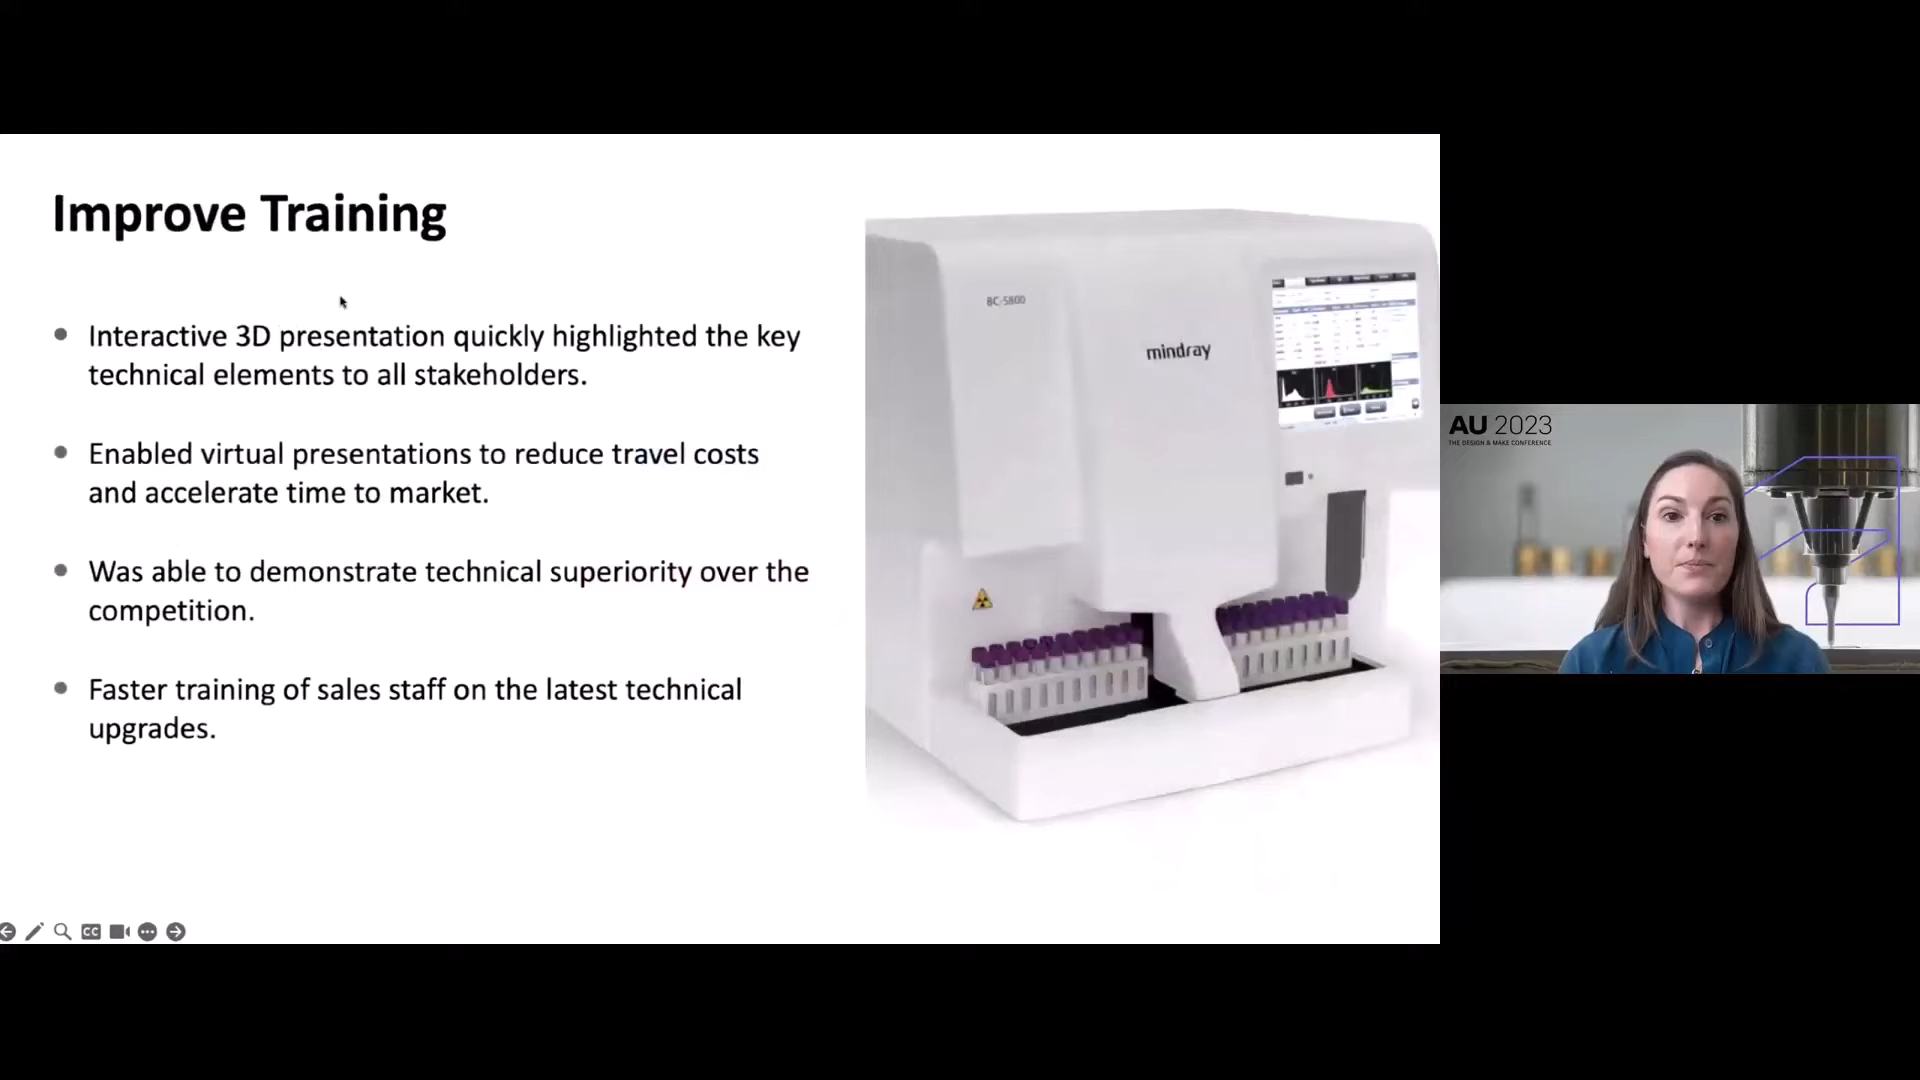 Improve Training
Interactive 3D presentation quickly highlighted the key
technical elements to all stakeholders.
Enabled virtual presentations to reduce travel costs
and accelerate time to market.
Was able to demonstrate technical superiority over the
competition.
Faster training of sales staff on the latest technical
upgrades.
BC-5800
mindray
CC
AU 2023
THE DESIGN & MAKE CONFERENCE